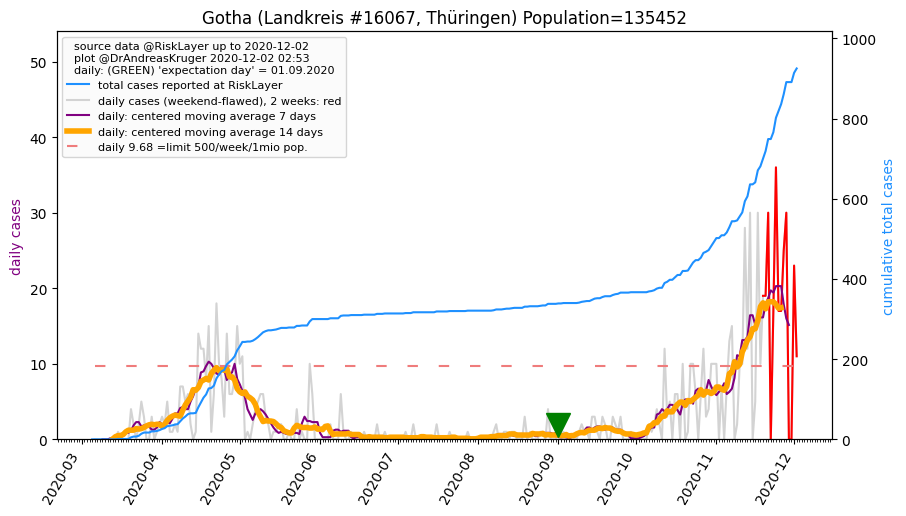 Gotha (Landkreis #16067, Thüringen) Population=135452
source data @RiskLayer up to 2020-12-02
plot @DrAndreasKruger 2020-12-02 02:53
daily: (GREEN) 'expectation day' = 01.09.2020
total cases reported at RiskLayer
daily cases (weekend-flawed), 2 weeks: red
daily: centered moving average 7 days
daily: centered moving average 14 days
daily 9.68 =limit 500/week/1mio pop.
daily cases
50
40
30
20
10
0
cumulative total cases
1000
800
600
400
200
0
2020-03
2020-04
2020-05
2020-06
2020-07
2020-08
2020-09
2020-10
2020-11
2020-12